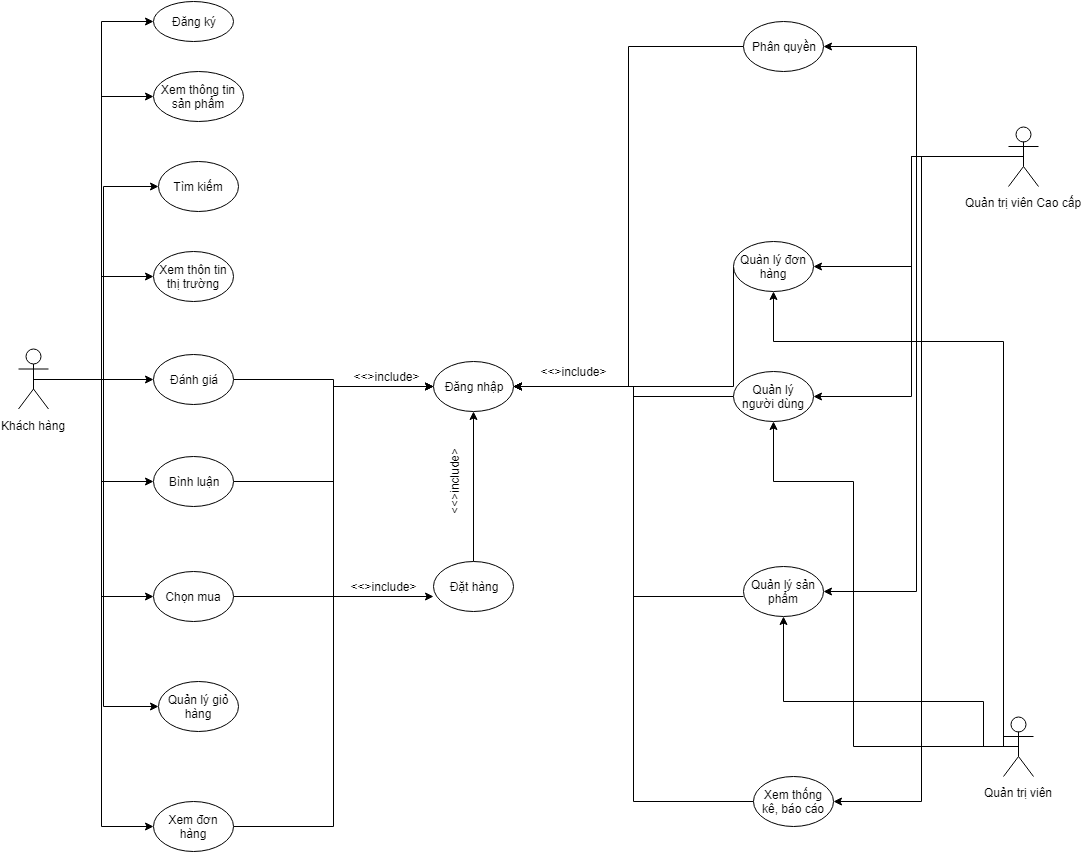 Đăng ký
Xem thông tin
sản phẩm
Tìm kiếm
Xem thôn tin
thị trường
Đánh giá
Bình luận
Chọn mua
Quản lý giỏ
hàng
Xem đơn
hàng
Khách hàng
<<>include>
Đăng nhập
<<>include>
<<>include>
Đặt hàng
<<>include>
Phân quyền
Quản lý đơn
hàng
Quản lý
người dùng
Quản lý sản
phẩm
Xem thống
kê, báo cáo
Quản trị viên Cao cấp
Quản trị viên